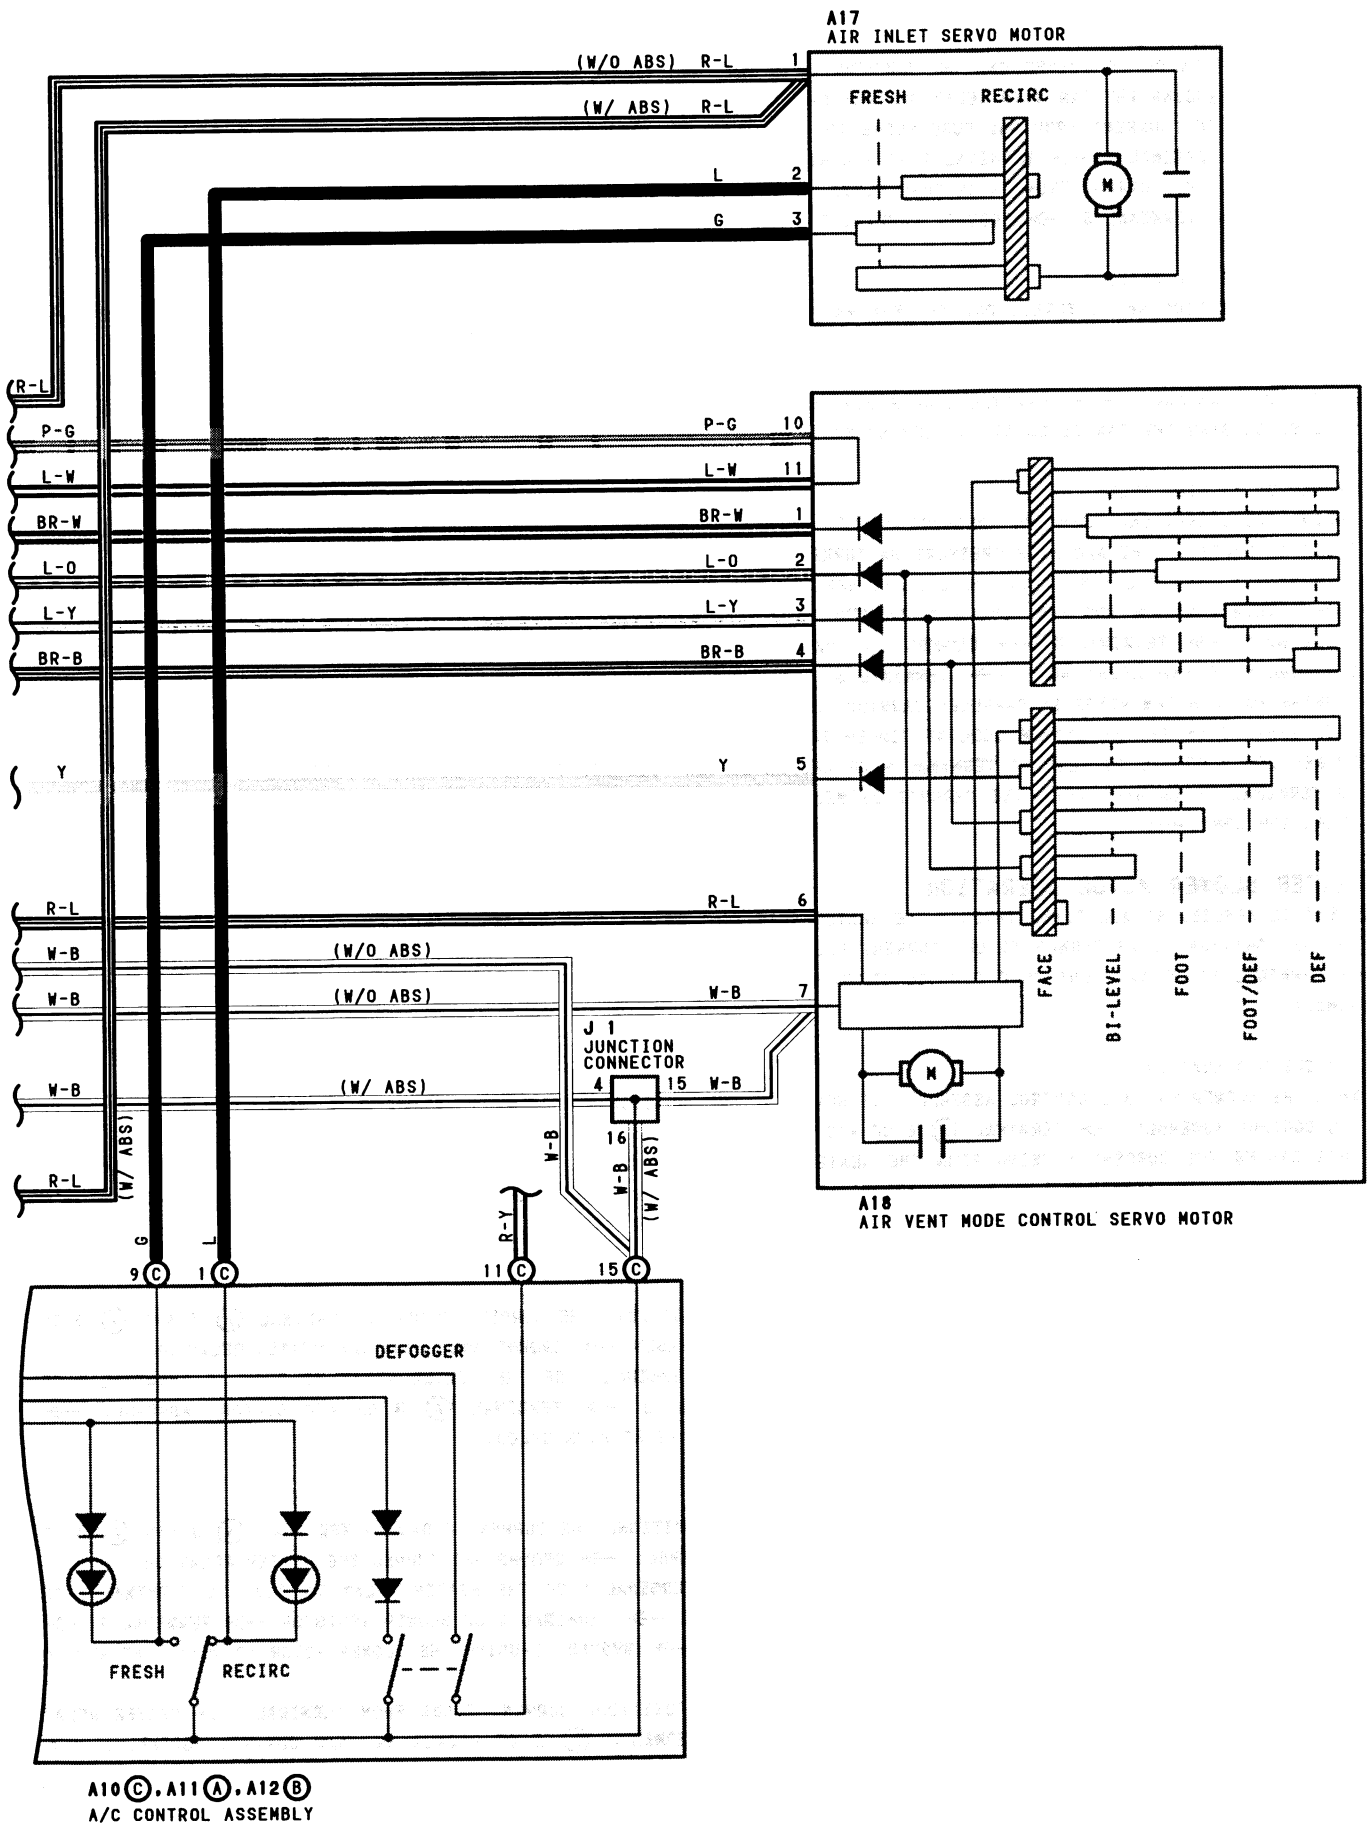 A17
AIR INLET SERVO MOTOR
(W/O ABS) R-L 1
FRESH RECIRC
(W/ ABS) R-L
L 2
M
G 3
R-L
P-G P-G 10
L-W L-W 11
BR-W BR-W 1
L-O L-O 2
L-Y L-Y 3
BR-B BR-B 4
Y Y 5
R-L R-L 6
W-B (W/O ABS)
W-B (W/O ABS) W-B 7
FACE
BI-LEVEL
FOOT
FOOT/DEF
DEF
J 1
JUNCTION
CONNECTOR
W-B (W/ ABS) 4 15 W-B
M
16
(W/ ABS)
W-B
W-B
(W/ ABS)
R-L
A18
AIR VENT MODE CONTROL SERVO MOTOR
G
L
R-Y
9 C 1 C 11 C 15 C
DEFOGGER
FRESH RECIRC
A10 C, A11 A, A12 B
A/C CONTROL ASSEMBLY